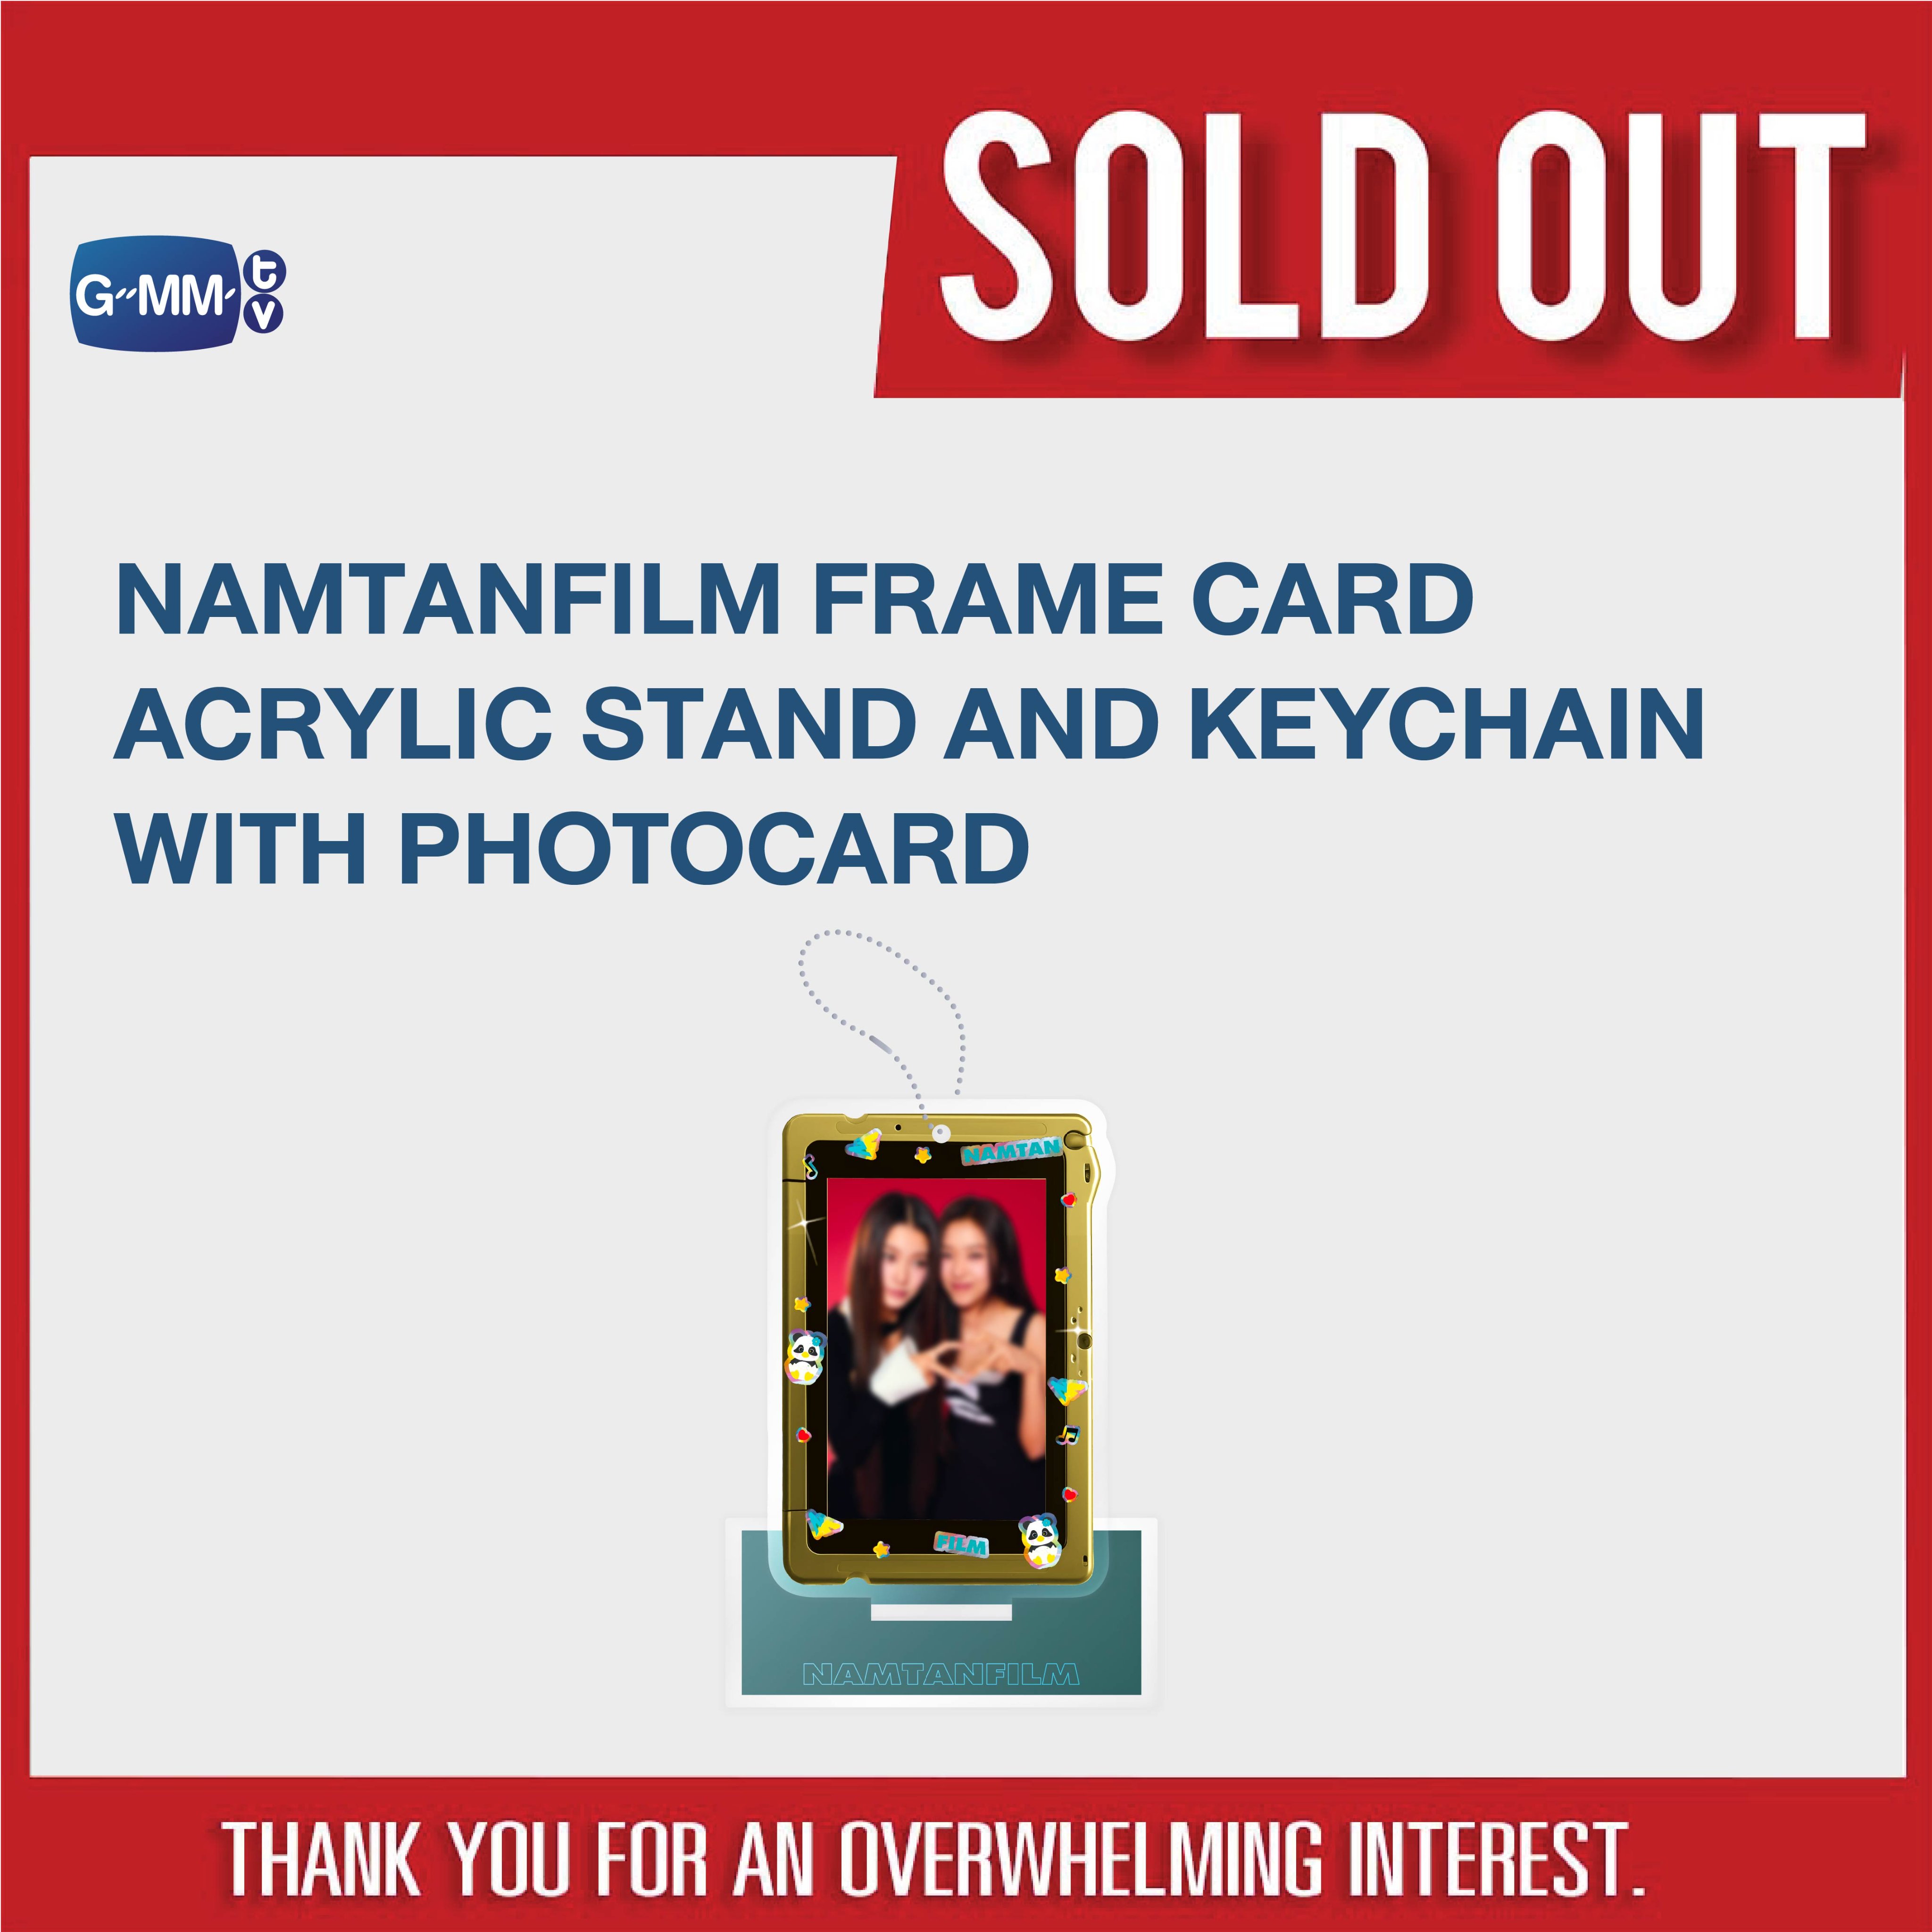 SOLD OUT
G-MM-tv
NAMTANFILM FRAME CARD
ACRYLIC STAND AND KEYCHAIN
WITH PHOTOCARD
NAMTAN
FILM
NAMTANFILM
THANK YOU FOR AN OVERWHELMING INTEREST.